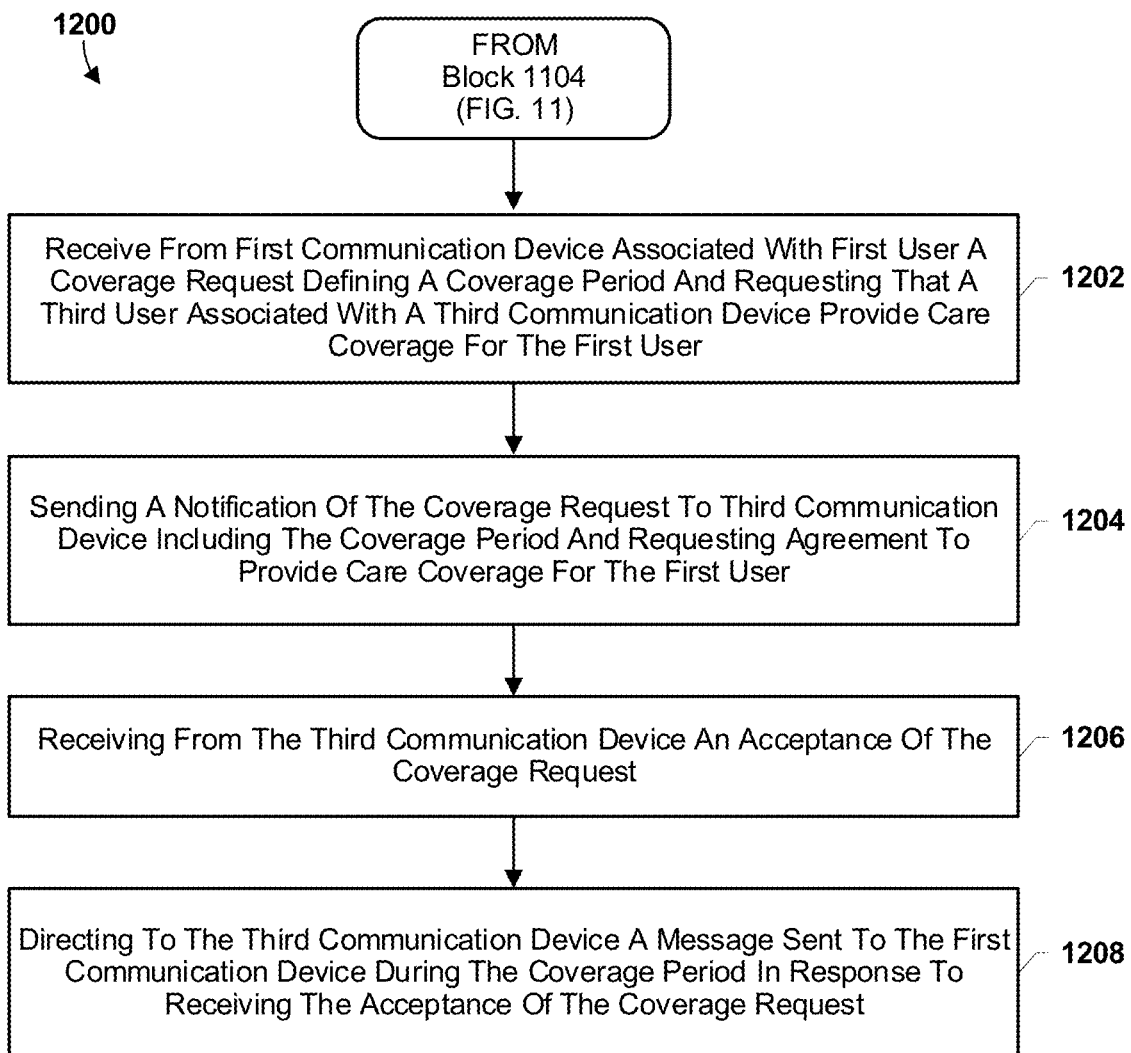 1200
FROM
Block 1104
(FIG. 11)
Receive From First Communication Device Associated With First User A
Coverage Request Defining A Coverage Period And Requesting That A
Third User Associated With A Third Communication Device Provide Care
Coverage For The First User
1202
Sending A Notification Of The Coverage Request To Third Communication
Device Including The Coverage Period And Requesting Agreement To
Provide Care Coverage For The First User
1204
Receiving From The Third Communication Device An Acceptance Of The
Coverage Request
1206
Directing To The Third Communication Device A Message Sent To The First
Communication Device During The Coverage Period In Response To
Receiving The Acceptance Of The Coverage Request
1208